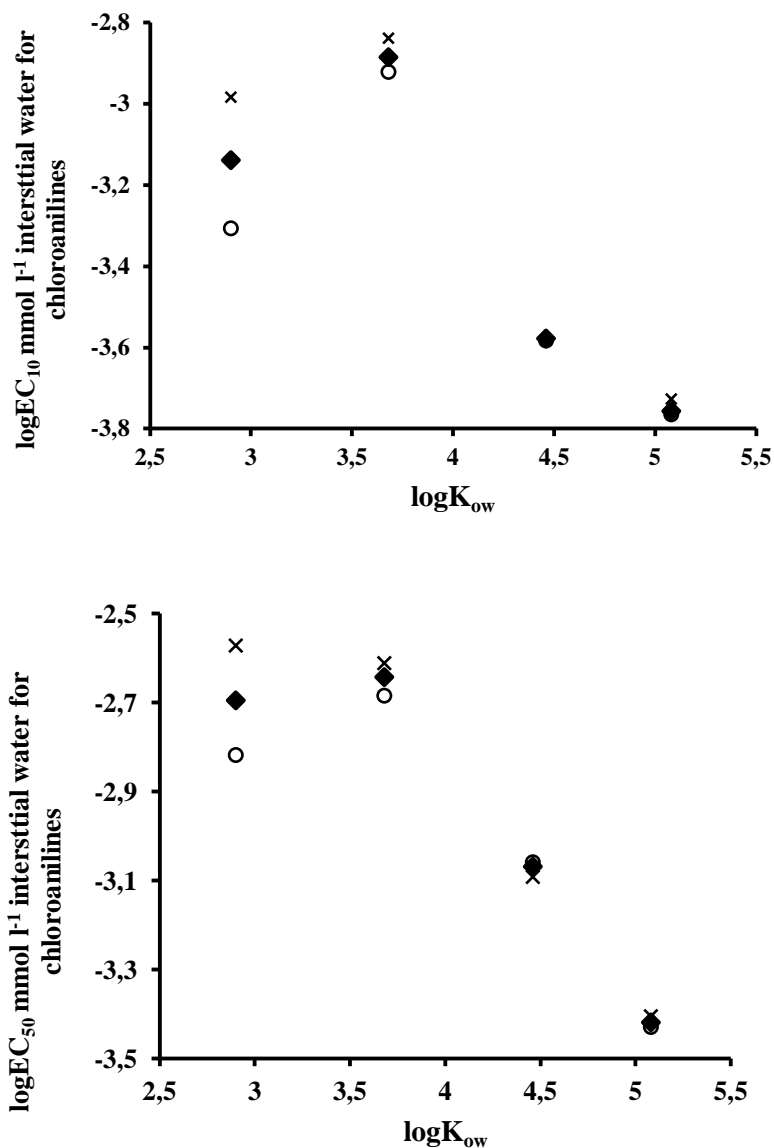 logEC₁₀ mmol l⁻¹ intersttial water for
chloroanilines
-2,8
-3
-3,2
-3,4
-3,6
-3,8
2,5 3 3,5 4 4,5 5 5,5
logKₒw
logEC₅₀ mmol l⁻¹ intersttial water for
chloroanilines
-2,5
-2,7
-2,9
-3,1
-3,3
-3,5
2,5 3 3,5 4 4,5 5 5,5
logKₒw